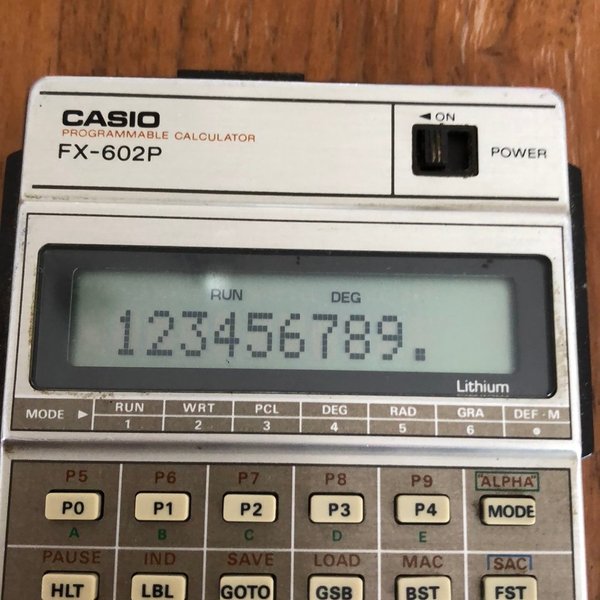 CASIO
PROGRAMMABLE CALCULATOR
FX-602P
◀ ON
POWER
RUN DEG
123456789.
Lithium
MODE ▶ RUN WRT PCL DEG RAD GRA DEF·M
1 2 3 4 5 6 •
P5 P6 P7 P8 P9 "ALPHA"
P0 P1 P2 P3 P4 MODE
A B C D E
PAUSE IND SAVE LOAD MAC SAC
HLT LBL GOTO GSB BST FST